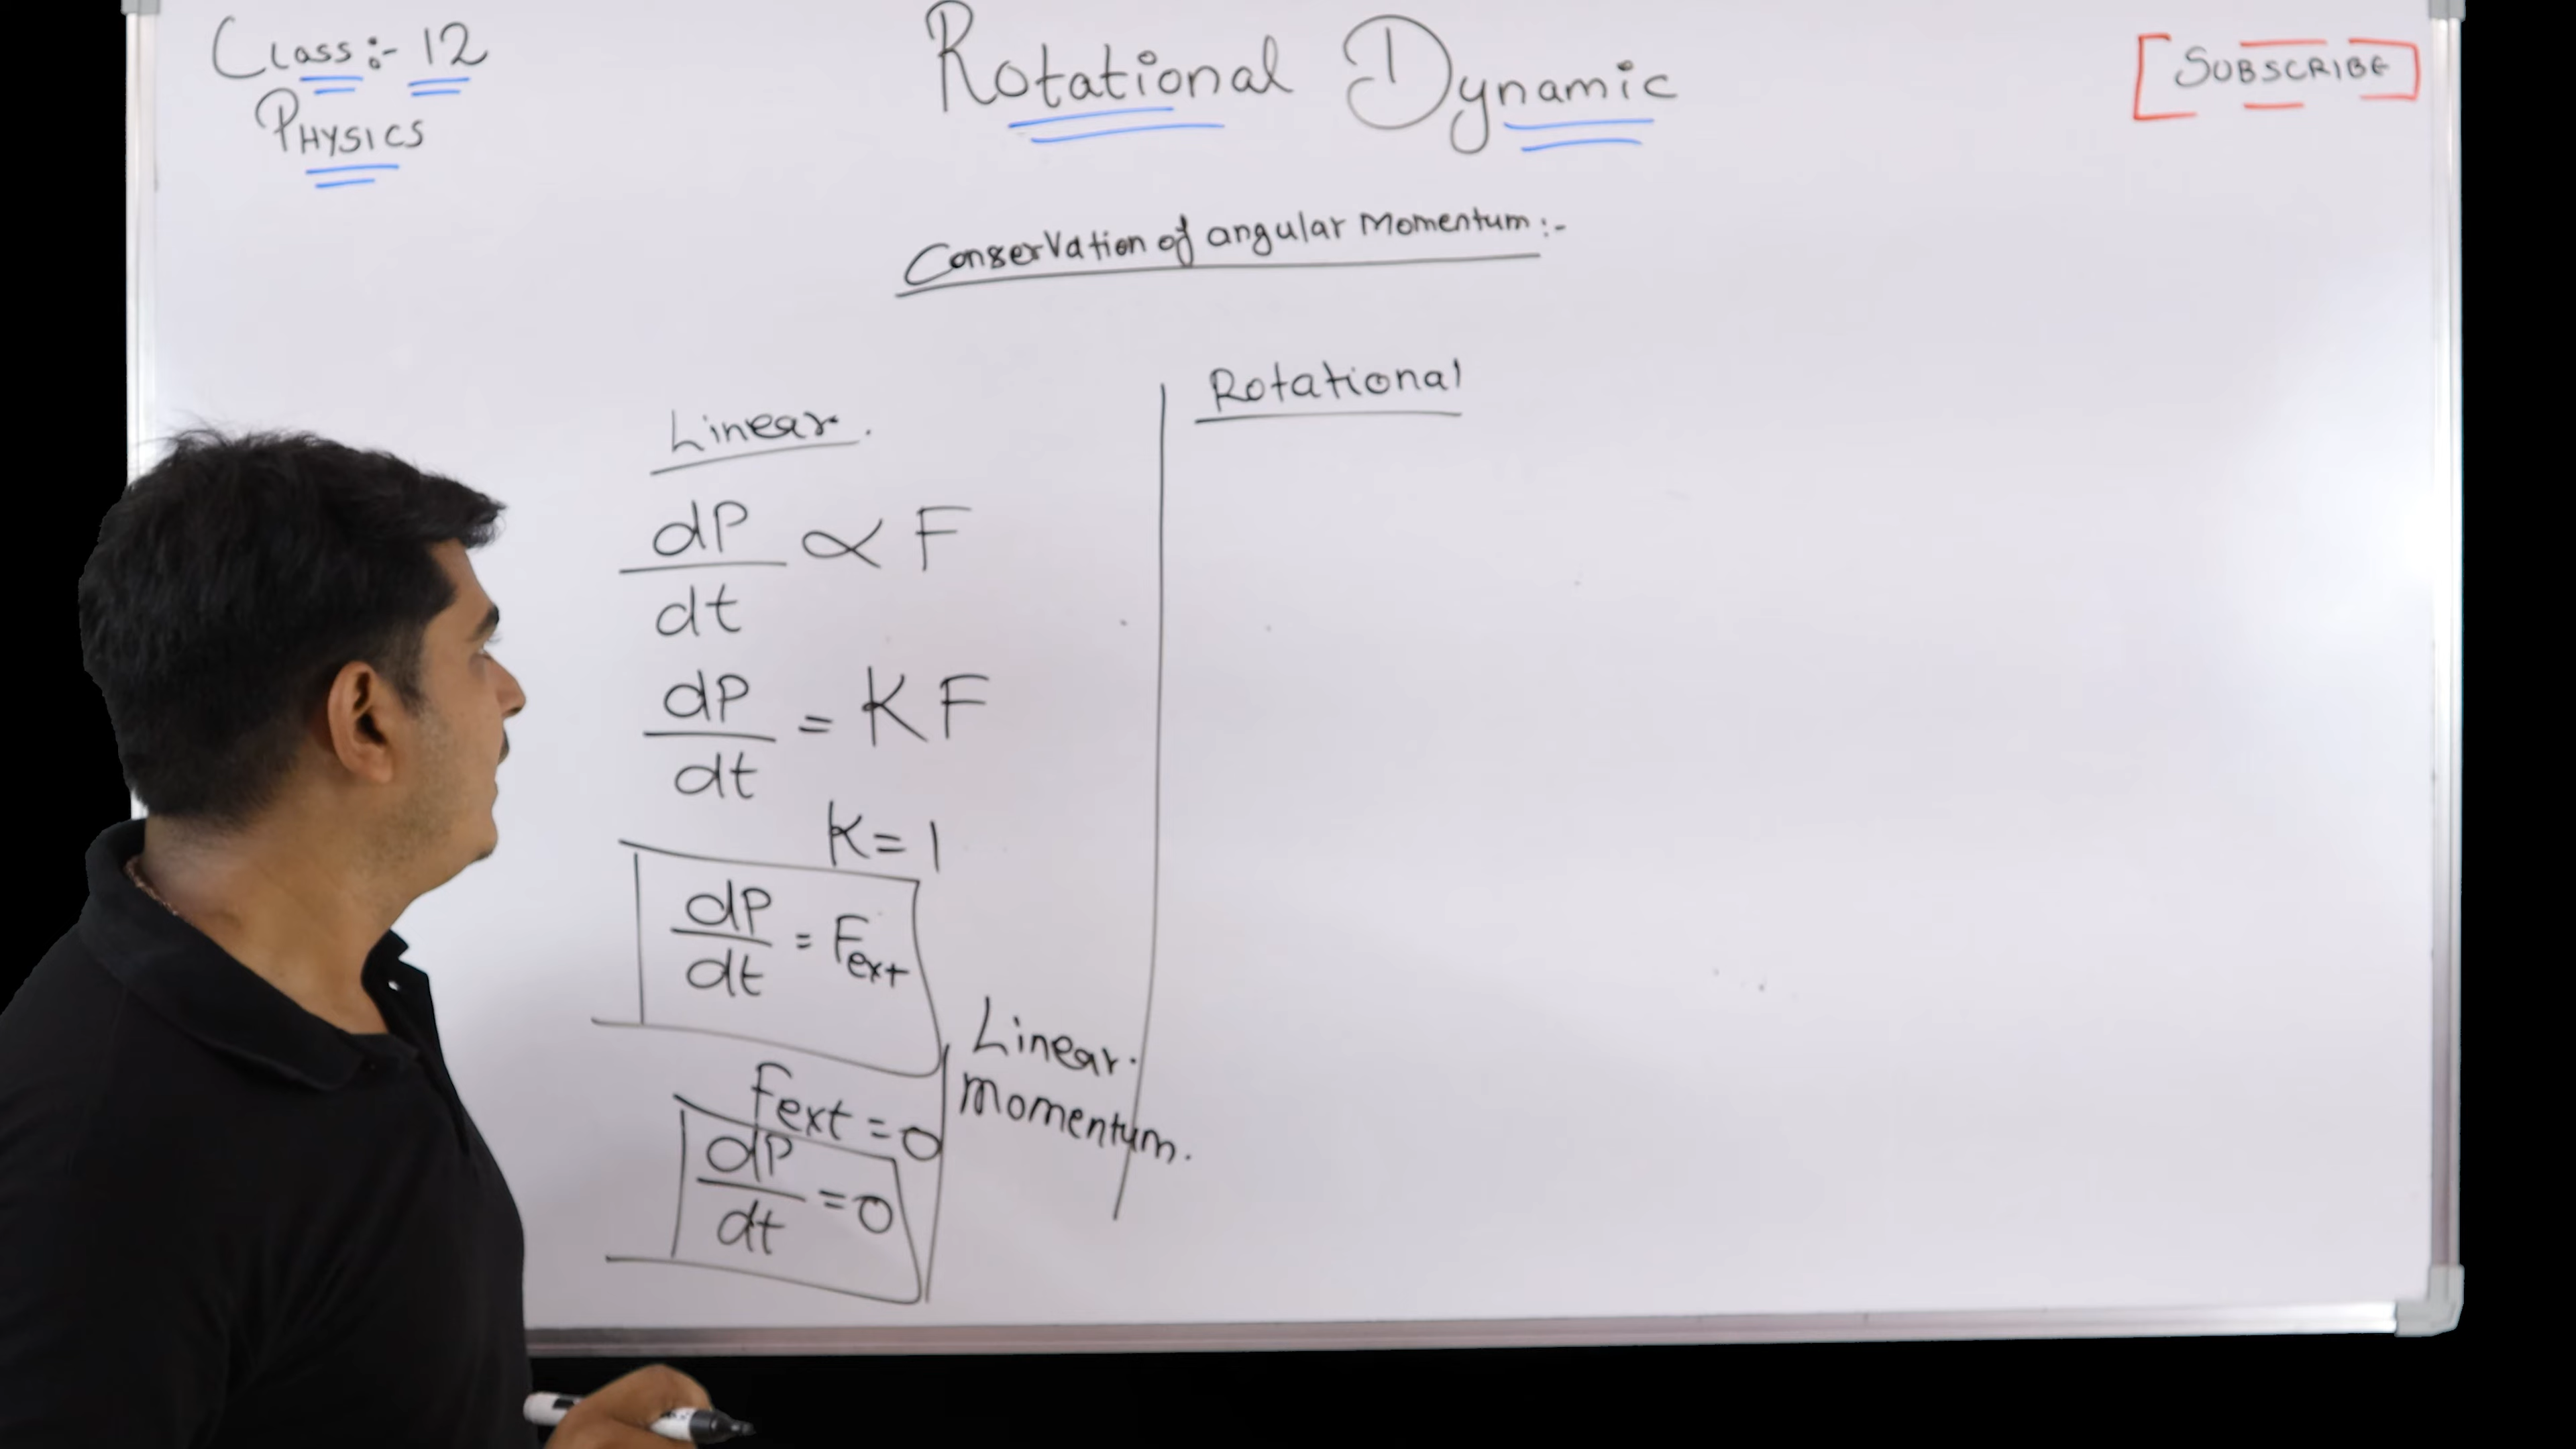 Class:- 12
PHYSICS
Rotational Dynamic
[SUBSCRIBE]
Conservation of angular Momentum:-
Linear.
dP/dt ∝ F
dP/dt = KF
K = 1
dP/dt = Fext
Fext = 0
dP/dt = 0
Linear.
Momentum.
Rotational